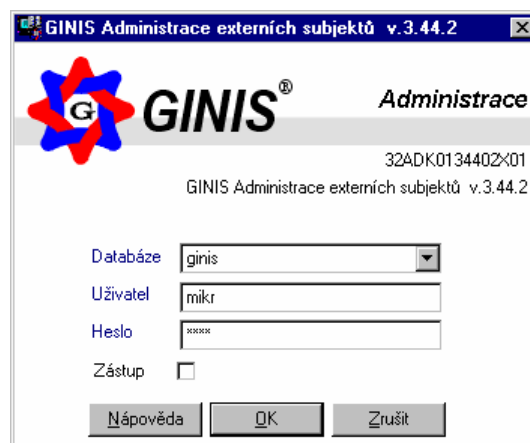 GINIS Administrace externích subjektů v.3.44.2
G GINIS® Administrace
32ADK0134402X01
GINIS Administrace externích subjektů v.3.44.2
Databáze ginis
Uživatel mikr
Heslo ****
Zástup
Nápověda OK Zrušit